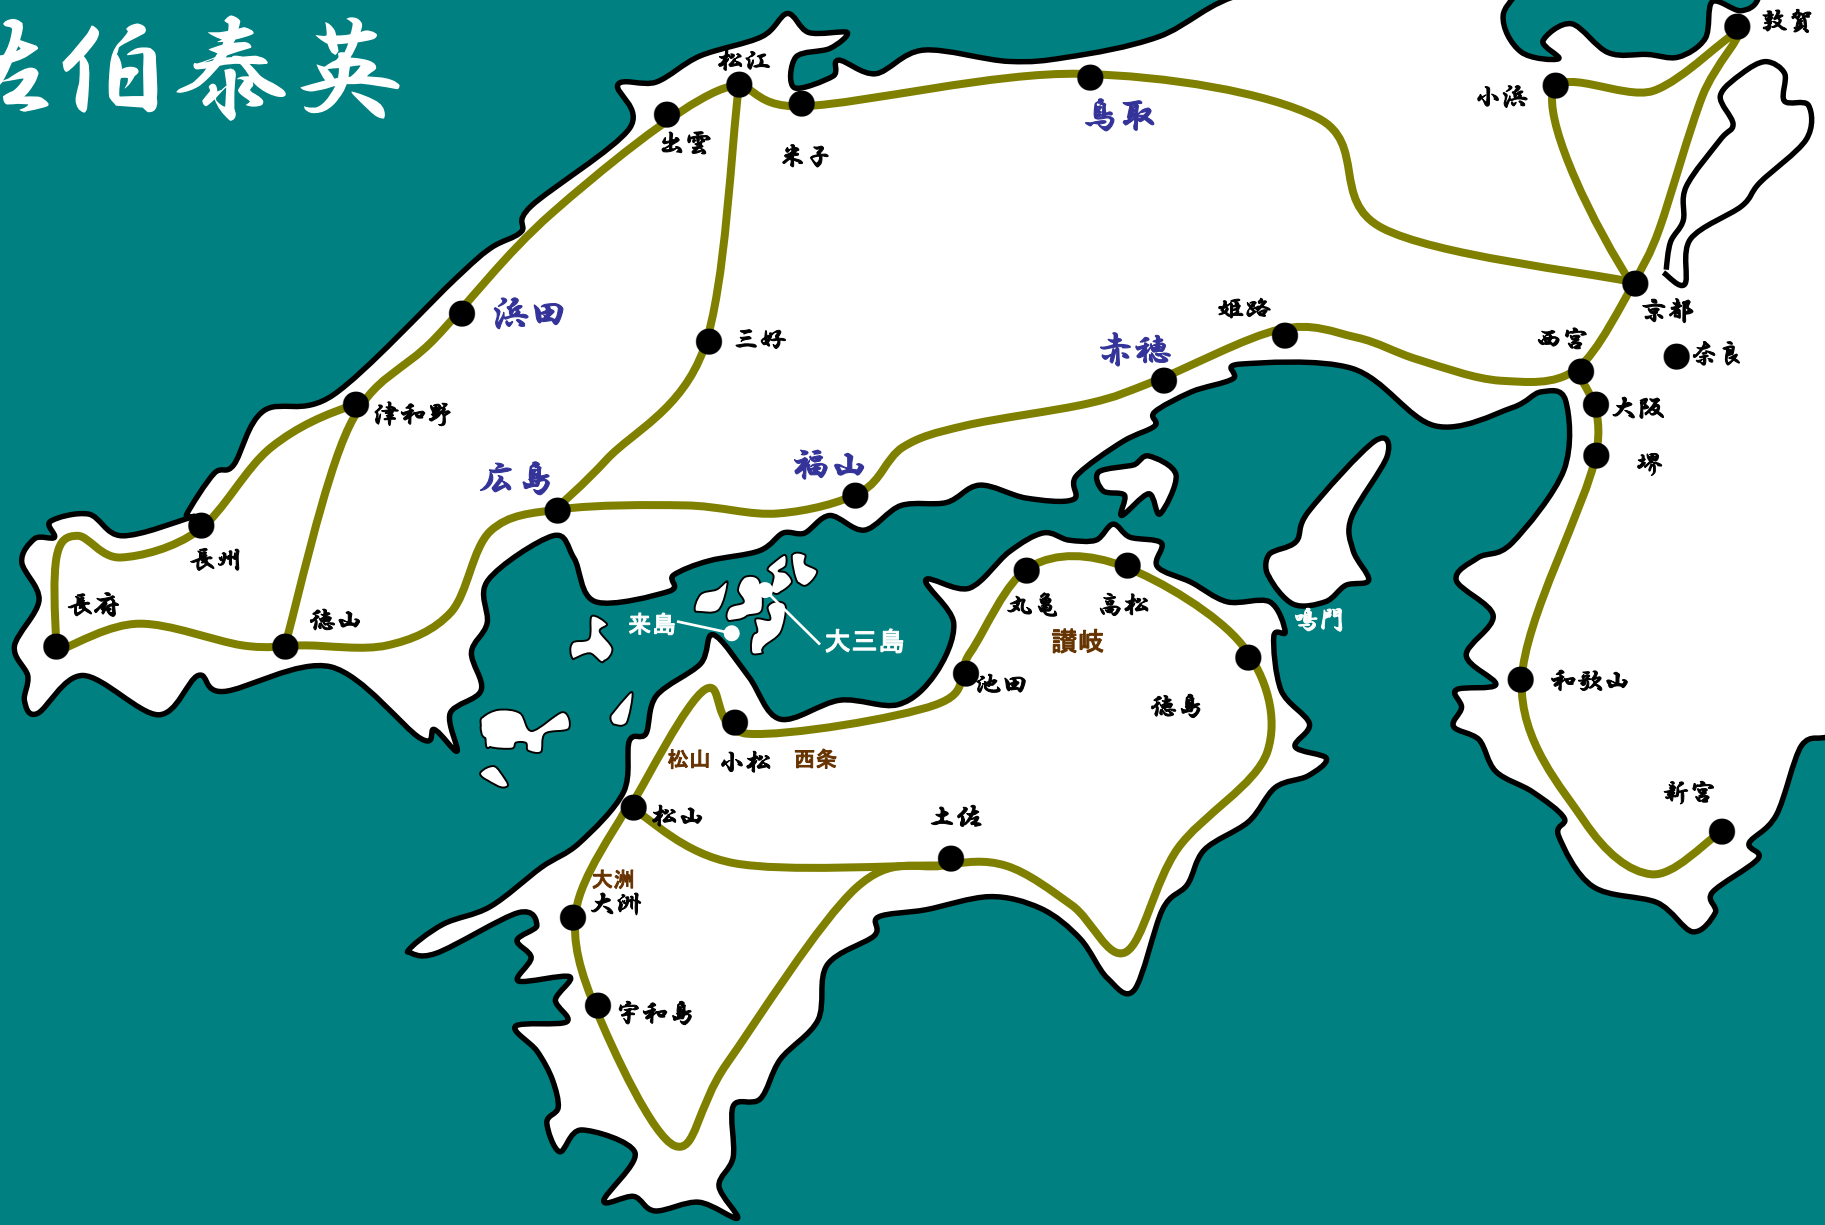 佐伯泰英
敦賀
松江
小浜
鳥取
出雲
米子
浜田
姫路
京都
西宮
三好
赤穂
奈良
津和野
大阪
広島
福山
堺
長州
長府
丸亀
高松
徳山
鳴門
来島
大三島
讃岐
池田
和歌山
徳島
松山
小松
西条
新宮
松山
土佐
大洲
大洲
宇和島